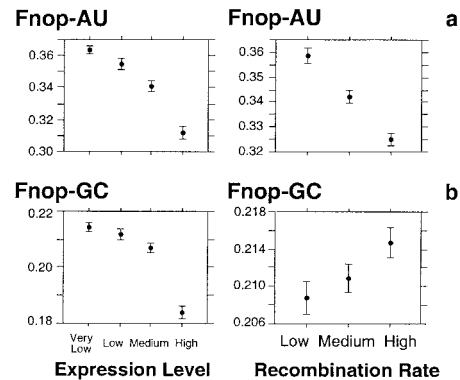 Fnop-AU
Fnop-AU
a
0.36
0.34
0.32
0.30
0.36
0.35
0.34
0.33
0.32
Fnop-GC
Fnop-GC
b
0.22
0.20
0.18
0.218
0.214
0.210
0.206
Very Low
Low
Medium
High
Low
Medium
High
Expression Level
Recombination Rate